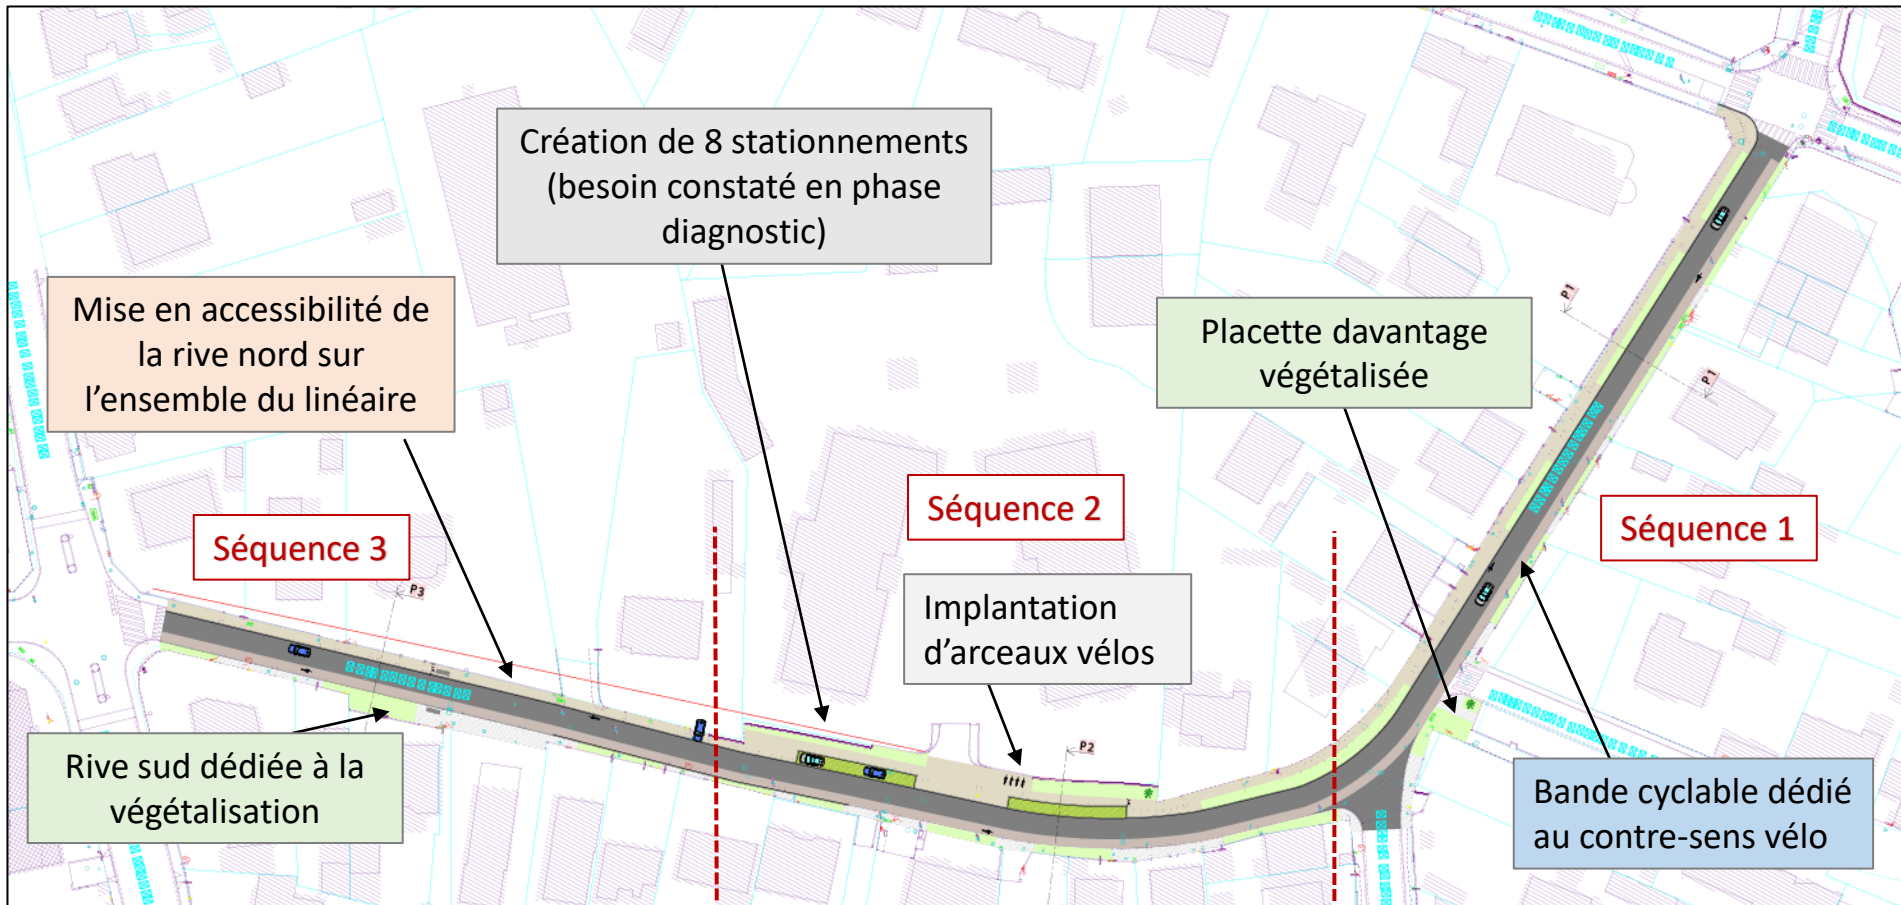 Création de 8 stationnements
(besoin constaté en phase
diagnostic)
Mise en accessibilité de
la rive nord sur
l’ensemble du linéaire
Placette davantage
végétalisée
P1
P1
Séquence 2
Séquence 1
Séquence 3
P3
Implantation
d’arceaux vélos
P2
Rive sud dédiée à la
végétalisation
Bande cyclable dédié
au contre-sens vélo